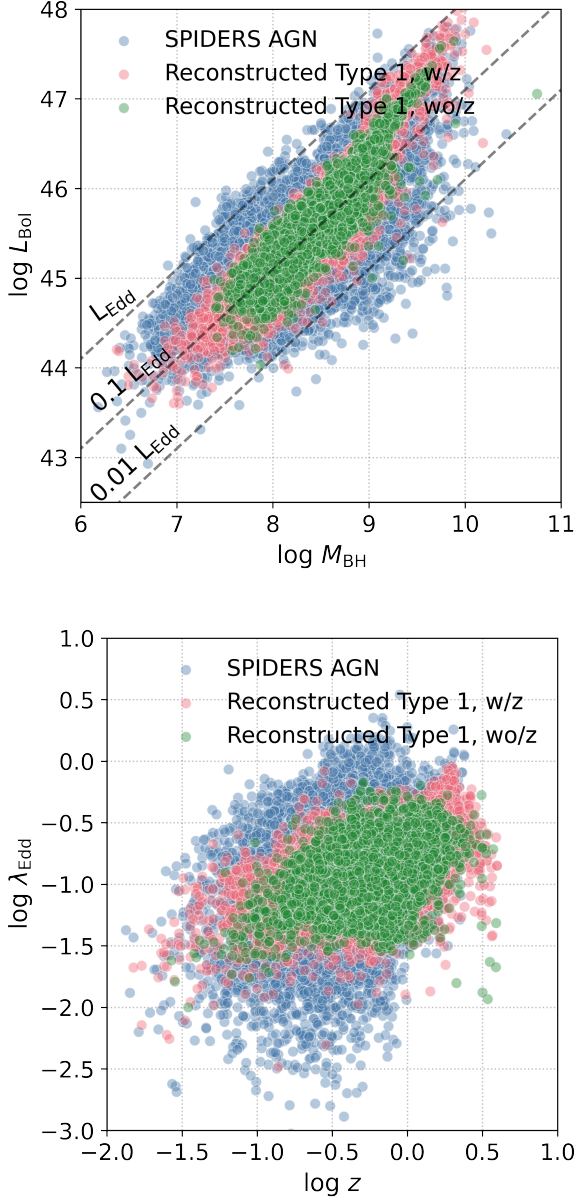 48
SPIDERS AGN
Reconstructed Type 1, w/z
47
Reconstructed Type 1, wo/z
46
log L_Bol
45
L_Edd
44
0.1 L_Edd
43
0.01 L_Edd
6 7 8 9 10 11
log M_BH
1.0
SPIDERS AGN
0.5
Reconstructed Type 1, w/z
Reconstructed Type 1, wo/z
0.0
−0.5
log λ_Edd
−1.0
−1.5
−2.0
−2.5
−3.0
−2.0 −1.5 −1.0 −0.5 0.0 0.5 1.0
log z